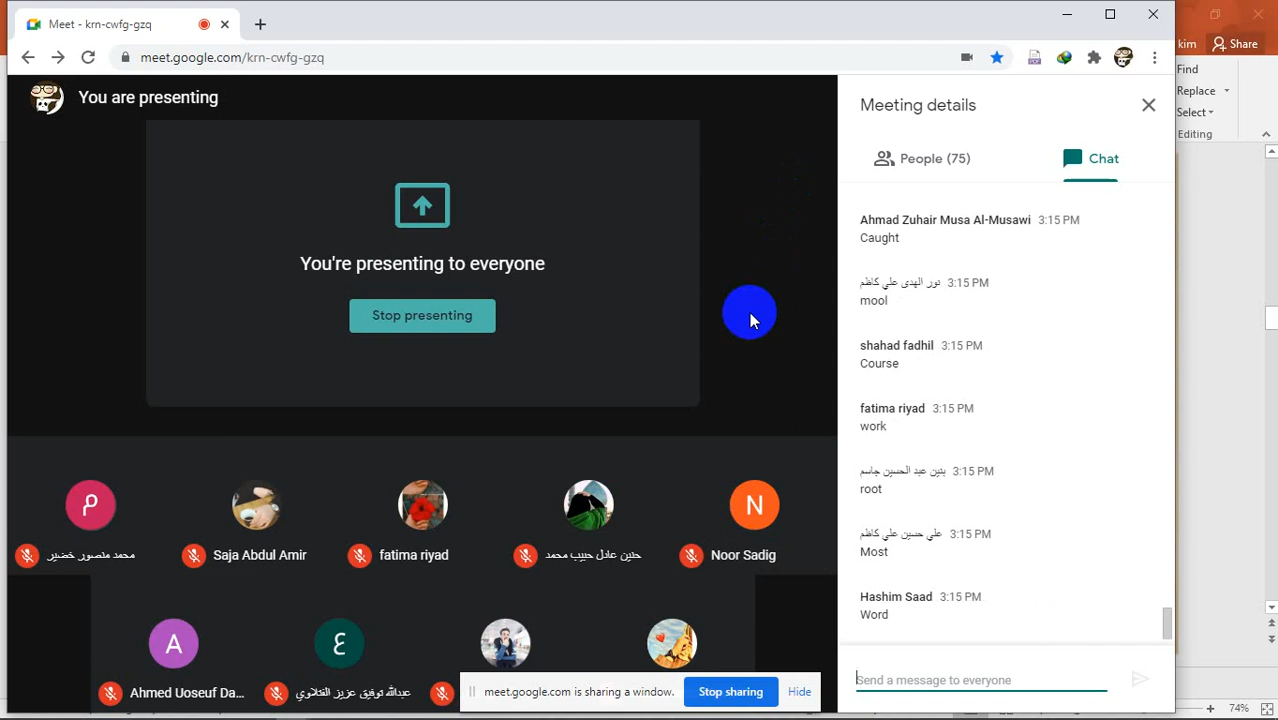 Meet - krn-cwfg-gzq
meet.google.com/krn-cwfg-gzq
kim
Share
Find
Replace
Select
Editing
You are presenting
You're presenting to everyone
Stop presenting
Meeting details
People (75)
Chat
Ahmad Zuhair Musa Al-Musawi 3:15 PM
Caught
نور الهدى علي كاظم 3:15 PM
mool
shahad fadhil 3:15 PM
Course
fatima riyad 3:15 PM
work
بنين عبد الحسين جاسم 3:15 PM
root
علي حسين علي كاظم 3:15 PM
Most
Hashim Saad 3:15 PM
Word
Send a message to everyone
م
N
محمد منصور خضير
Saja Abdul Amir
fatima riyad
حنين عادل حبيب محمد
Noor Sadig
A
ع
Ahmed Uoseuf Da...
عبدالله توفيق عزيز
meet.google.com is sharing a window.
Stop sharing
Hide
74%